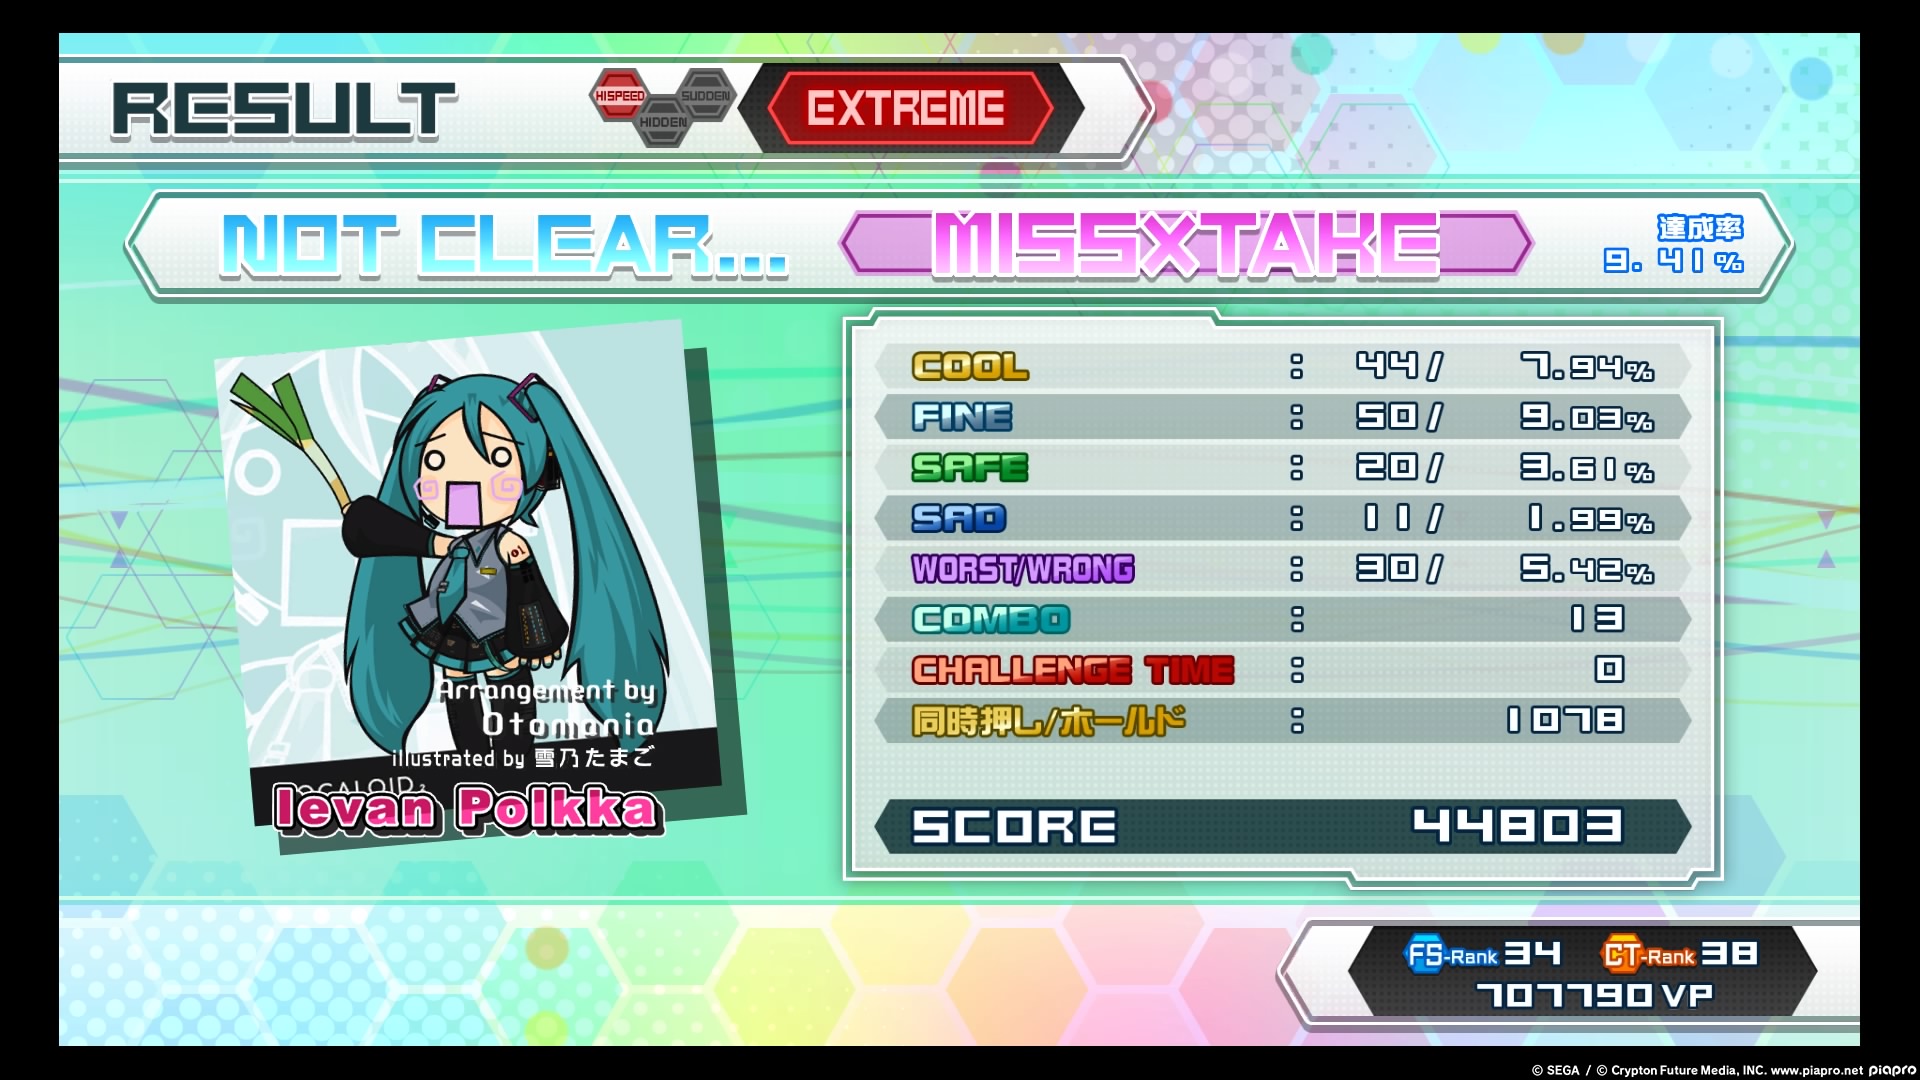 RESULT
HISPEED
SUDDEN
HIDDEN
EXTREME
NOT CLEAR...
MISS×TAKE
達成率
9.41%
COOL : 44/ 7.94%
FINE : 50/ 9.03%
SAFE : 20/ 3.61%
SAD : 11/ 1.99%
WORST/WRONG : 30/ 5.42%
COMBO : 13
CHALLENGE TIME : 0
同時押し/ホールド : 1078
SCORE 44803
01
Arrangement by
Otomania
illustrated by 雪乃たまご
Ievan Polkka
FS-Rank 34 CT-Rank 38
707790 VP
© SEGA / © Crypton Future Media, INC. www.piapro.net piapro